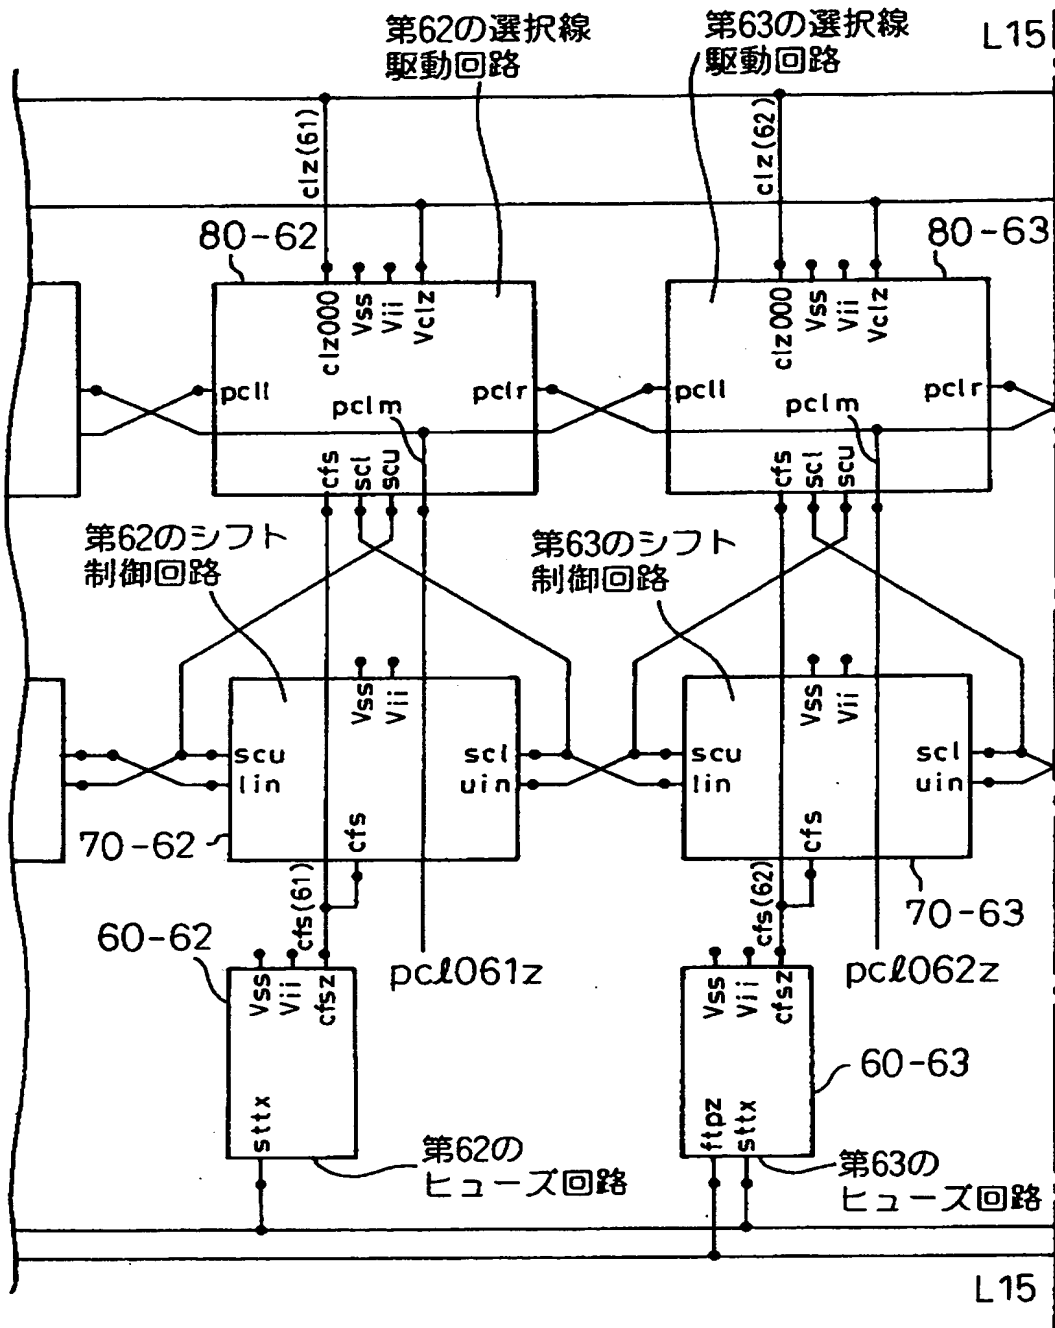 第62の選択線
駆動回路
第63の選択線
駆動回路
L15
clz(61)
clz(62)
80-62
80-63
clz000
Vss
Vii
Vclz
clz000
Vss
Vii
Vclz
pcll
pclm
pclr
pcll
pclm
pclr
cfs
scl
scu
cfs
scl
scu
第62のシフト
制御回路
第63のシフト
制御回路
Vss
Vii
Vss
Vii
scu
lin
scl
uin
scu
lin
scl
uin
cfs
cfs
70-62
70-63
cfs(61)
cfs(62)
60-62
pclO61z
pclO62z
Vss
Vii
cfsz
Vss
Vii
cfsz
60-63
sttx
ftpz
sttx
第62の
ヒューズ回路
第63の
ヒューズ回路
L15